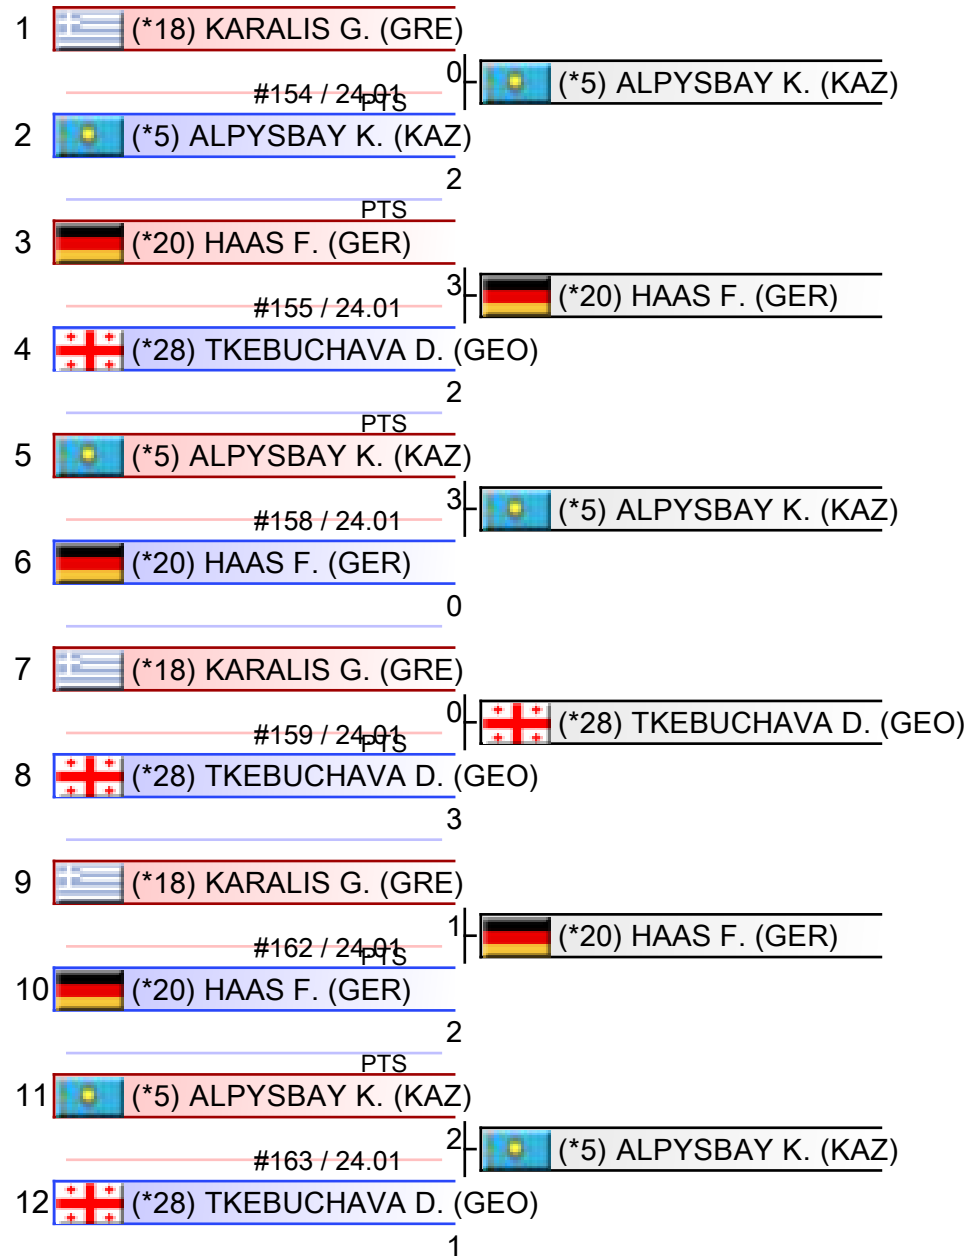 1 (*18) KARALIS G. (GRE)
0 (*5) ALPYSBAY K. (KAZ)
#154 / 24.01
PTS
2 (*5) ALPYSBAY K. (KAZ)
2
PTS
3 (*20) HAAS F. (GER)
3 (*20) HAAS F. (GER)
#155 / 24.01
4 (*28) TKEBUCHAVA D. (GEO)
2
PTS
5 (*5) ALPYSBAY K. (KAZ)
3 (*5) ALPYSBAY K. (KAZ)
#158 / 24.01
6 (*20) HAAS F. (GER)
0
7 (*18) KARALIS G. (GRE)
0 (*28) TKEBUCHAVA D. (GEO)
#159 / 24.01
PTS
8 (*28) TKEBUCHAVA D. (GEO)
3
9 (*18) KARALIS G. (GRE)
1 (*20) HAAS F. (GER)
#162 / 24.01
PTS
10 (*20) HAAS F. (GER)
2
PTS
11 (*5) ALPYSBAY K. (KAZ)
2 (*5) ALPYSBAY K. (KAZ)
#163 / 24.01
12 (*28) TKEBUCHAVA D. (GEO)
1